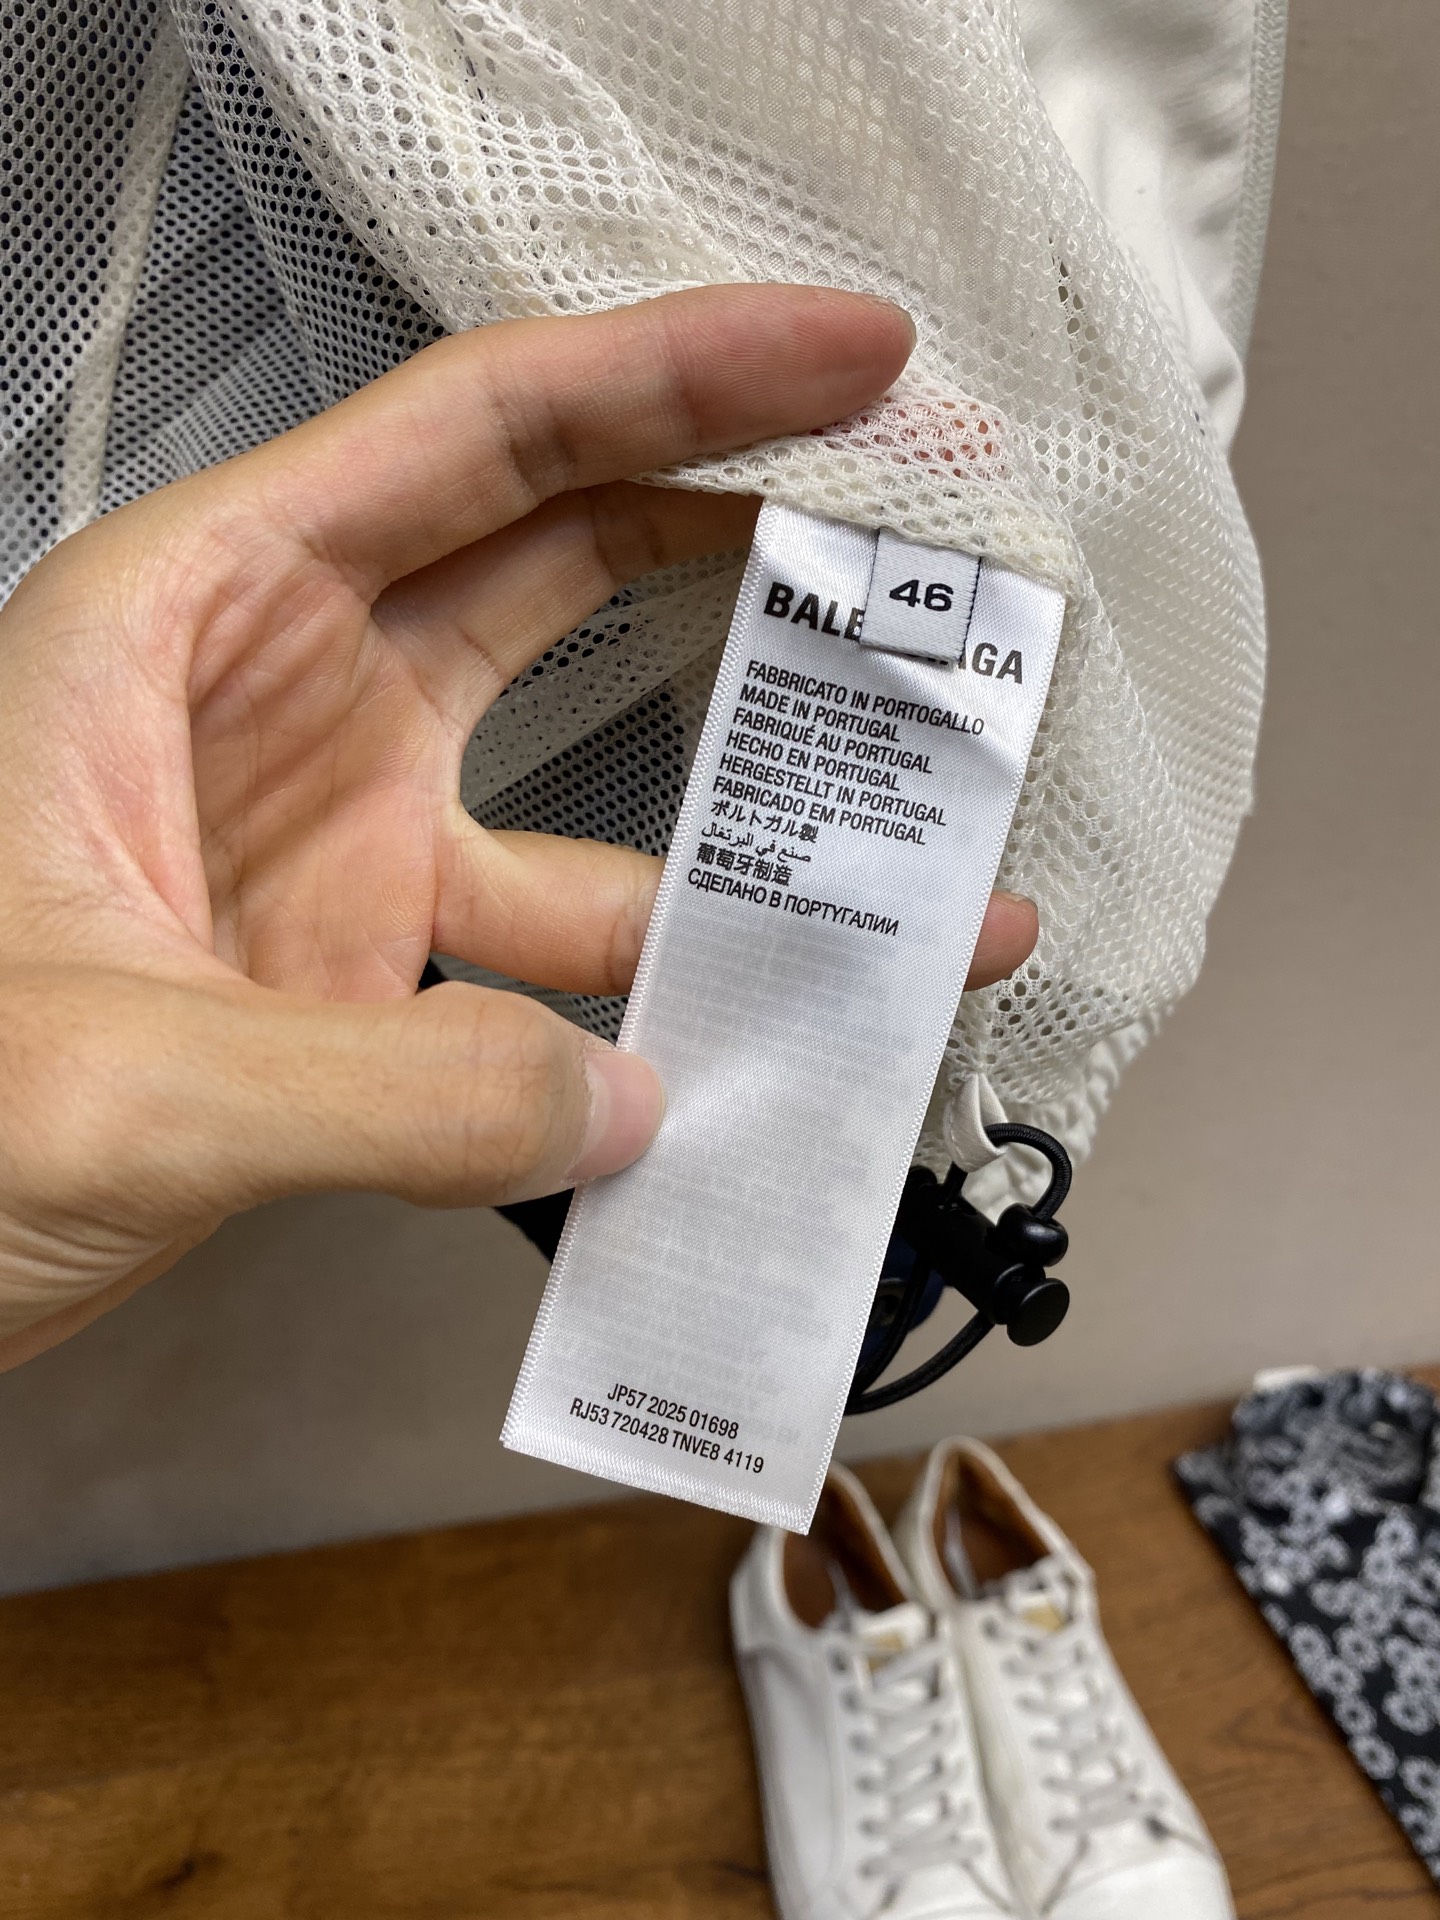 46
BALE AGA
FABBRICATO IN PORTOGALLO
MADE IN PORTUGAL
FABRIQUÉ AU PORTUGAL
HECHO EN PORTUGAL
HERGESTELLT IN PORTUGAL
FABRICADO EM PORTUGAL
ポルトガル製
صنع في البرتغال
葡萄牙制造
СДЕЛАНО В ПОРТУГАЛИИ
JP57 2025 01698
RJ53 720428 TNVE8 4119